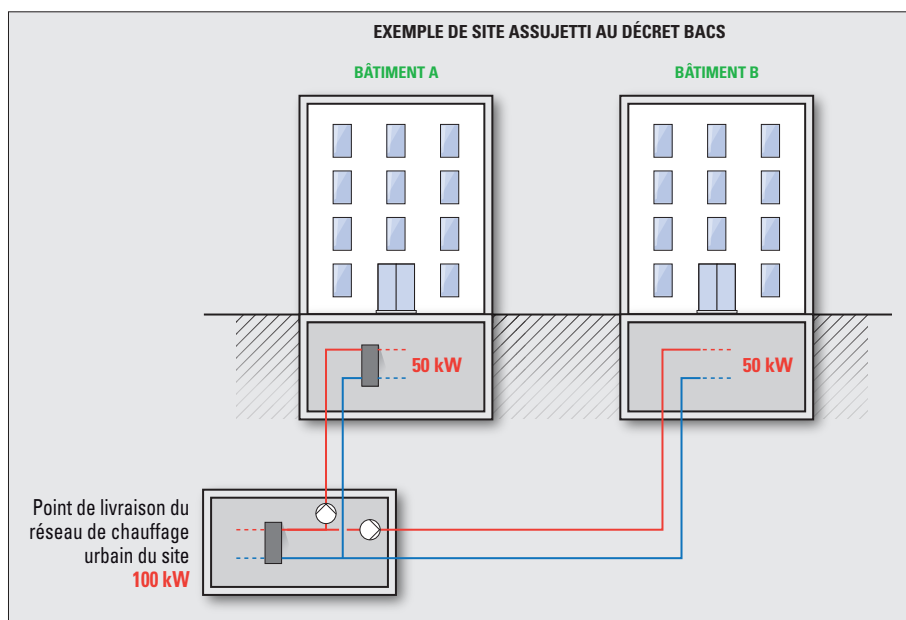 EXEMPLE DE SITE ASSUJETTI AU DÉCRET BACS
BÂTIMENT A
BÂTIMENT B
50 kW
50 kW
Point de livraison du
réseau de chauffage
urbain du site
100 kW